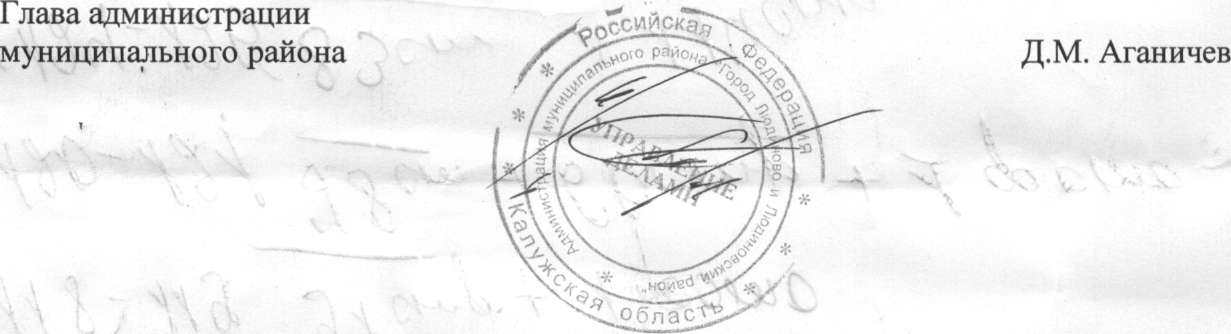 Глава администрации
муниципального района
Д.М. Аганичев
Российская Федерация
Калужская область
Администрация муниципального района "Город Людиново и Людиновский район"
УПРАВЛЕНИЕ
ДЕЛАМИ